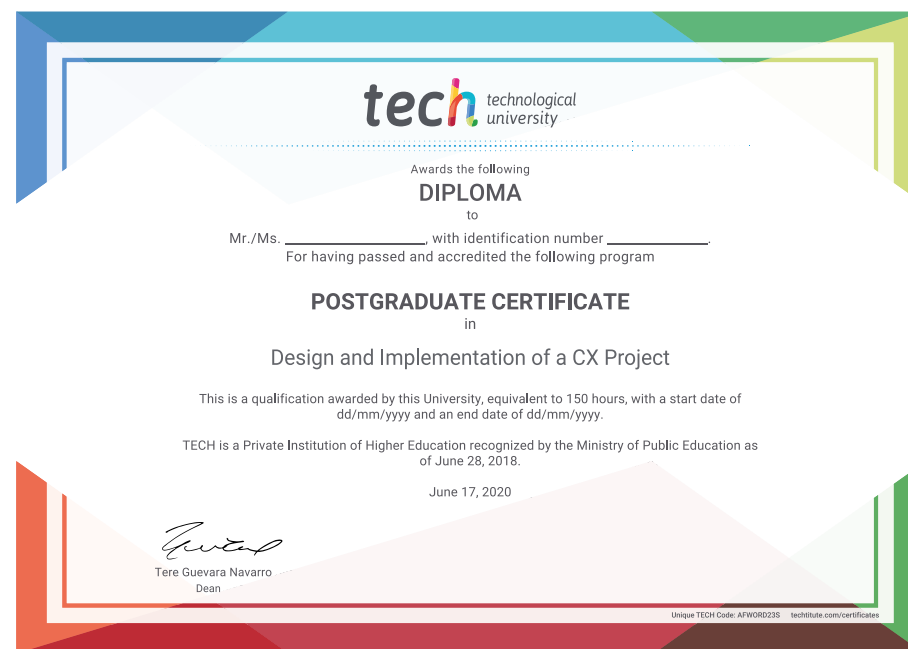 tech technological
university
Awards the following
DIPLOMA
to
Mr./Ms. ____________________, with identification number ______________.
For having passed and accredited the following program
POSTGRADUATE CERTIFICATE
in
Design and Implementation of a CX Project
This is a qualification awarded by this University, equivalent to 150 hours, with a start date of
dd/mm/yyyy and an end date of dd/mm/yyyy.
TECH is a Private Institution of Higher Education recognized by the Ministry of Public Education as
of June 28, 2018.
June 17, 2020
Tere Guevara Navarro
Dean
Unique TECH Code: AFWORD23S techtitute.com/certificates